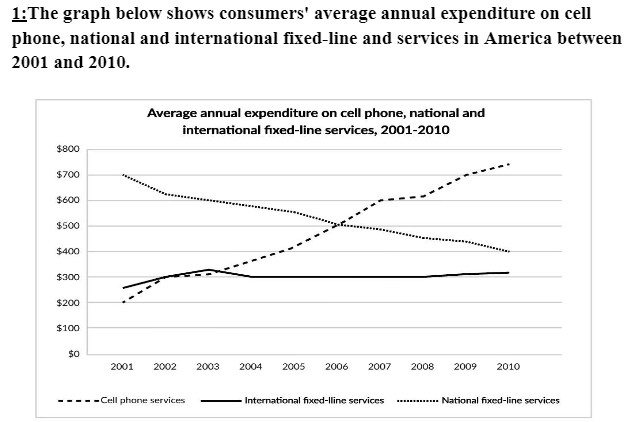 1:The graph below shows consumers' average annual expenditure on cell
phone, national and international fixed-line and services in America between
2001 and 2010.
Average annual expenditure on cell phone, national and
international fixed-line services, 2001-2010
$800
$700
$600
$500
$400
$300
$200
$100
$0
2001 2002 2003 2004 2005 2006 2007 2008 2009 2010
Cell phone services International fixed-lline services National fixed-line services